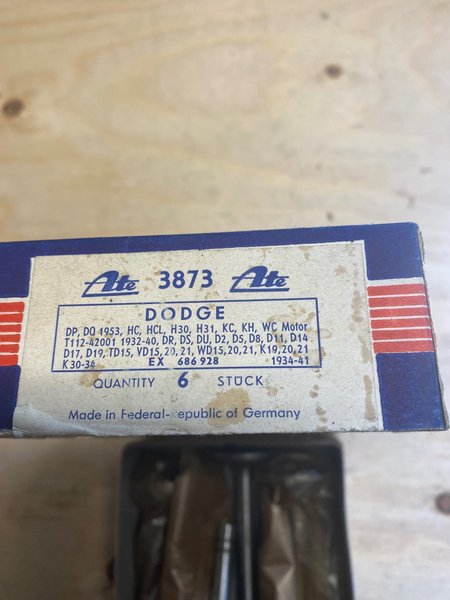 Ate 3873 Ate
DODGE
DP, DQ 1953, HC, HCL, H30, H31, KC, KH, WC Motor
T112-42001 1932-40, DR, DS, DU, D2, D5, D8, D11, D14
D17, D19, TD15, VD15, 20, 21, WD15, 20, 21, K19, 20, 21
K30-34 EX 686 928 1934-41
QUANTITY 6 STÜCK
Made in Federal- epublic of Germany